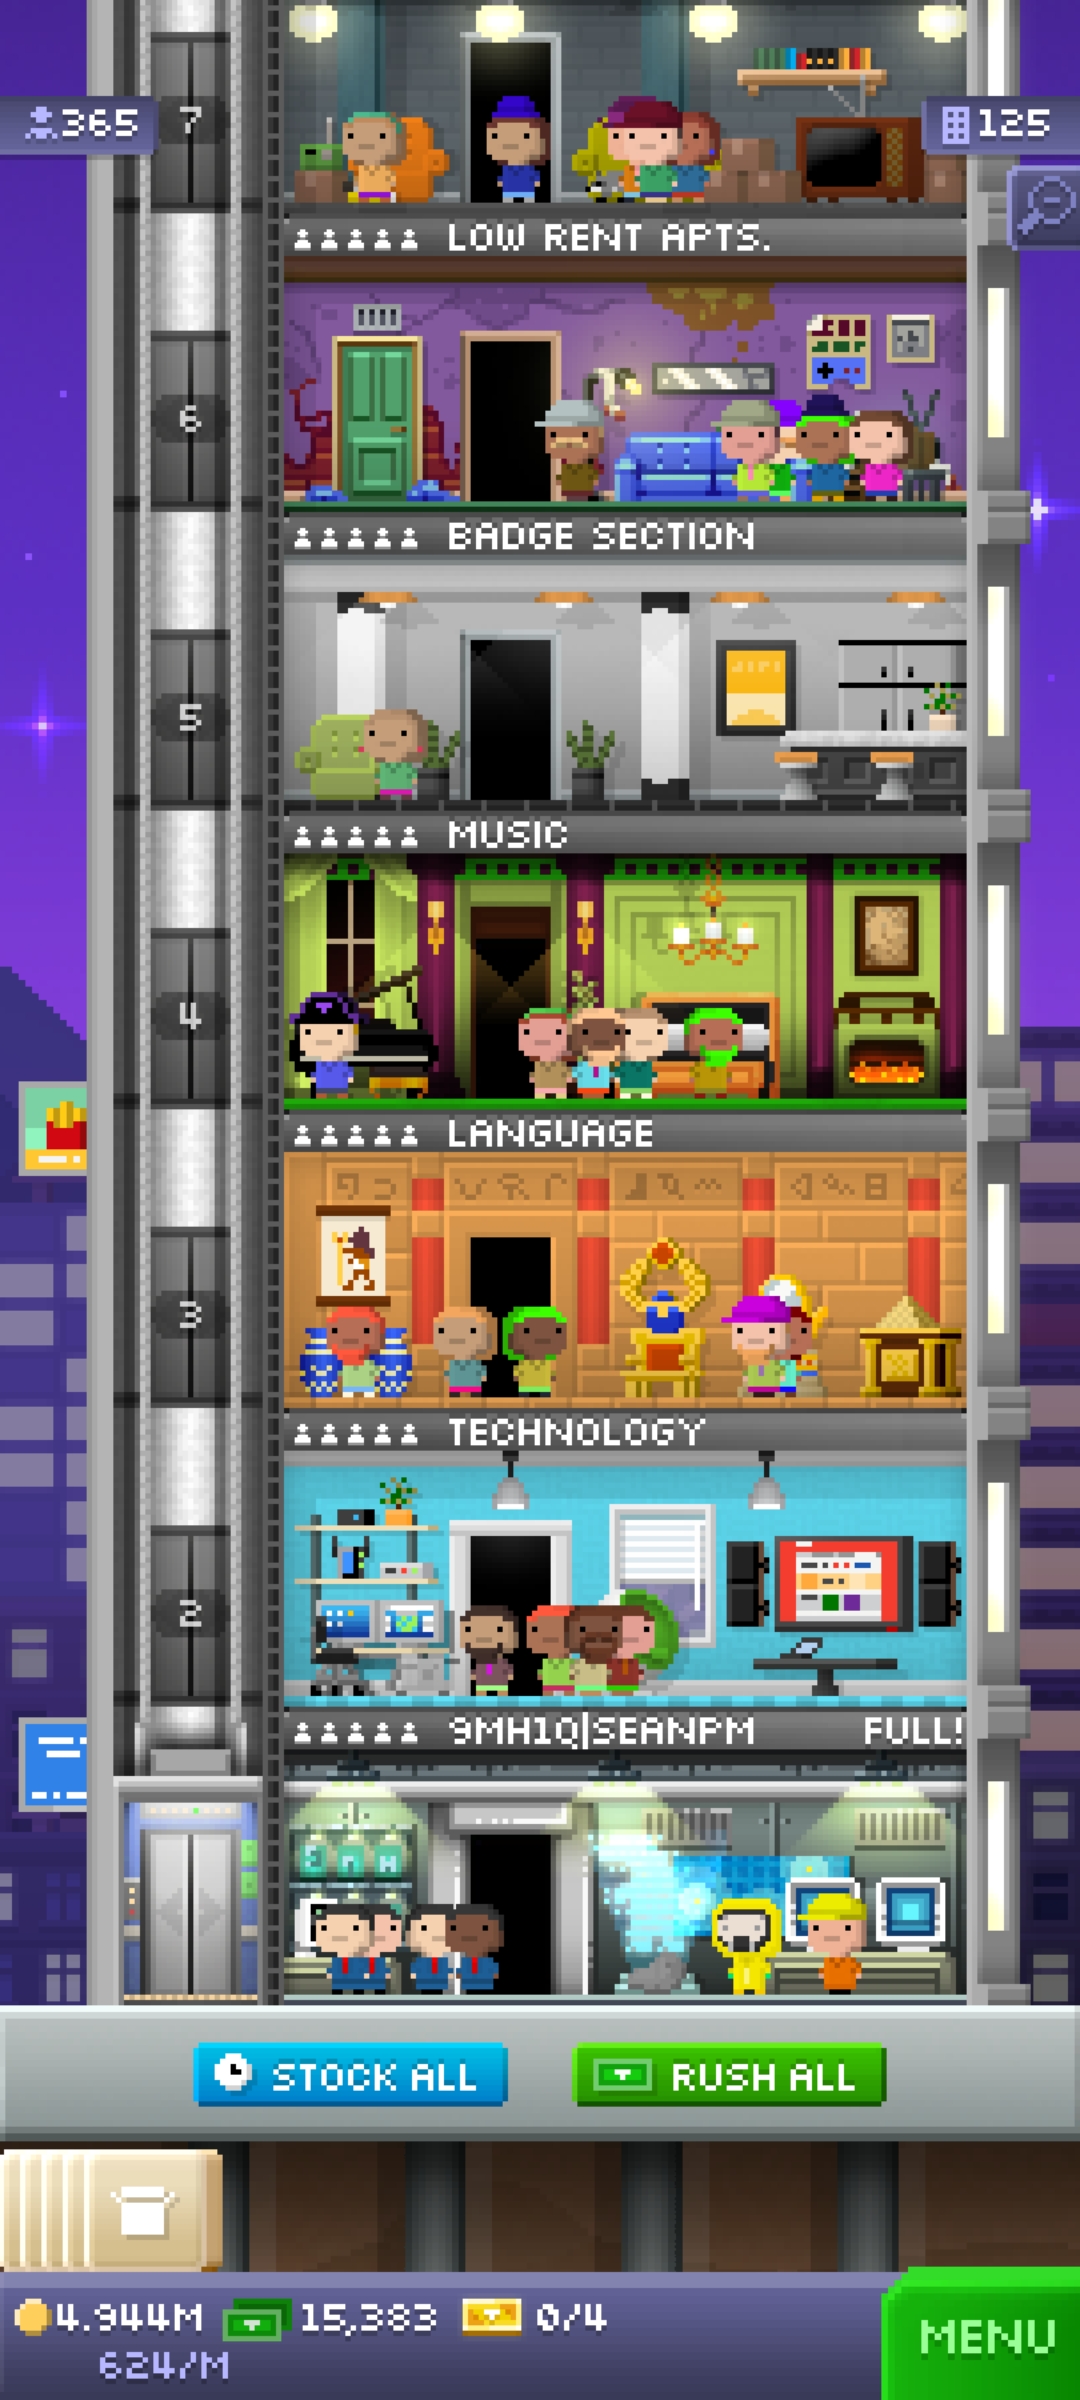 365
7
125
LOW RENT APTS.
6
BADGE SECTION
5
MUSIC
4
LANGUAGE
3
TECHNOLOGY
2
9MH1Q|SEANPM FULL!
STOCK ALL
RUSH ALL
4.944M 15,383 0/4
624/M
MENU